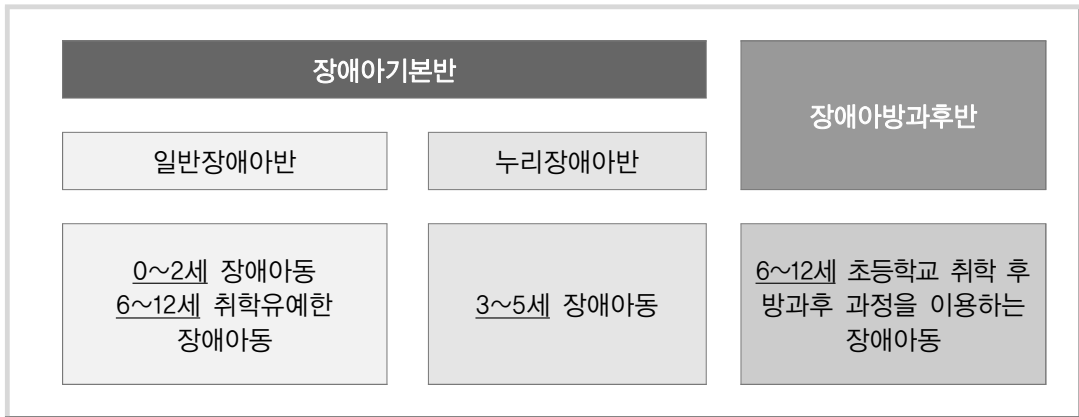 장애아기본반
장애아방과후반
일반장애아반
누리장애아반
0～2세 장애아동
6～12세 취학유예한
장애아동
3～5세 장애아동
6～12세 초등학교 취학 후
방과후 과정을 이용하는
장애아동